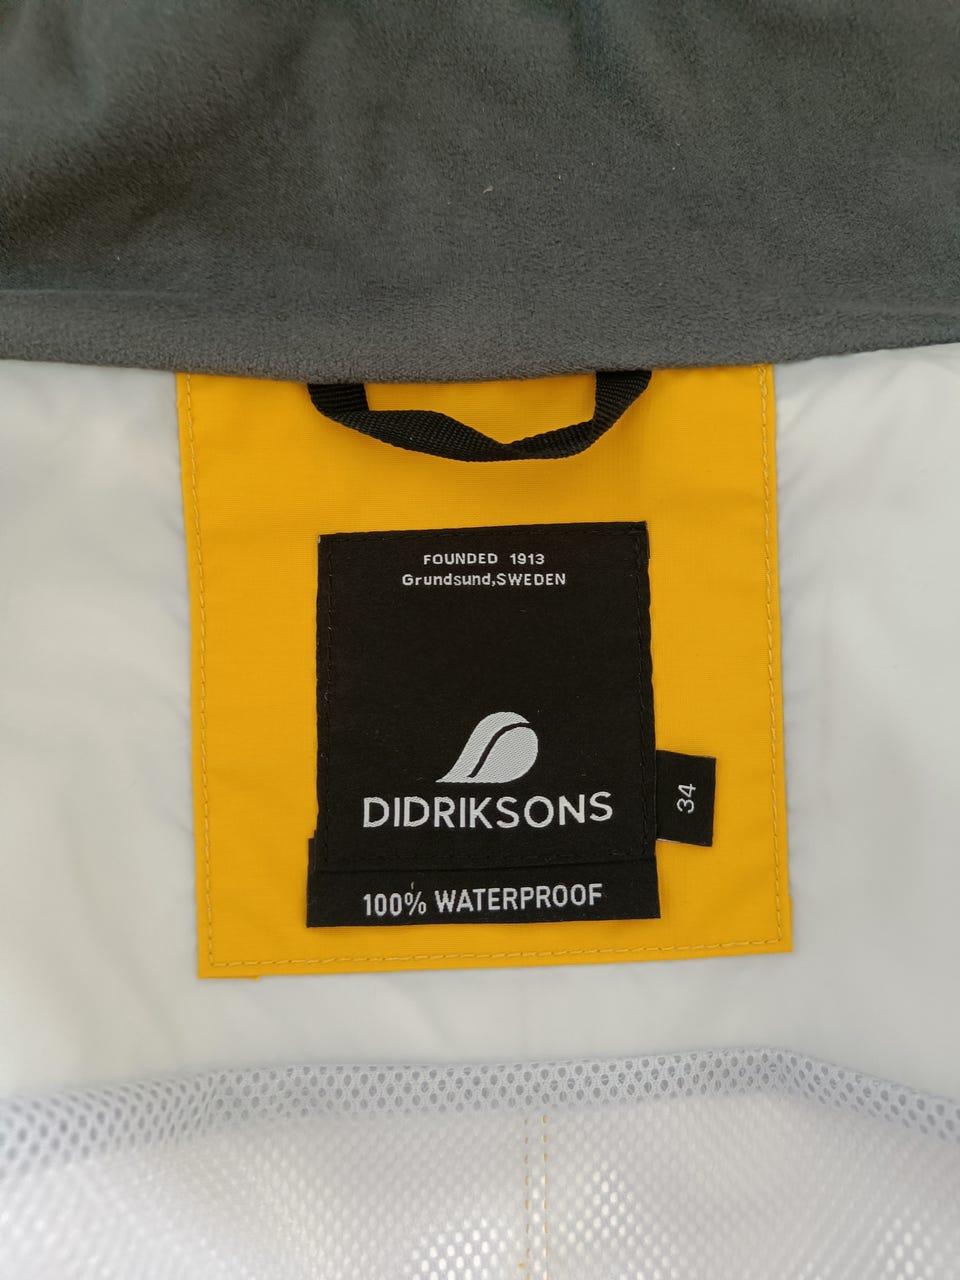 FOUNDED 1913
Grundsund,SWEDEN
DIDRIKSONS
34
100% WATERPROOF